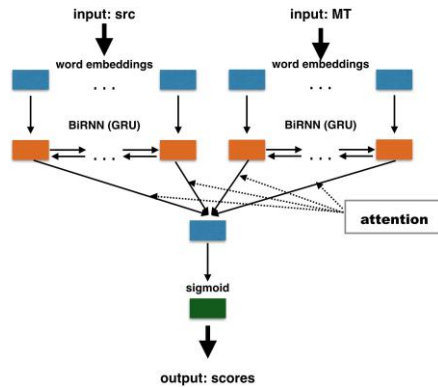 input: src
input: MT
word embeddings
word embeddings
. . .
. . .
BiRNN (GRU)
BiRNN (GRU)
. . .
. . .
attention
sigmoid
output: scores